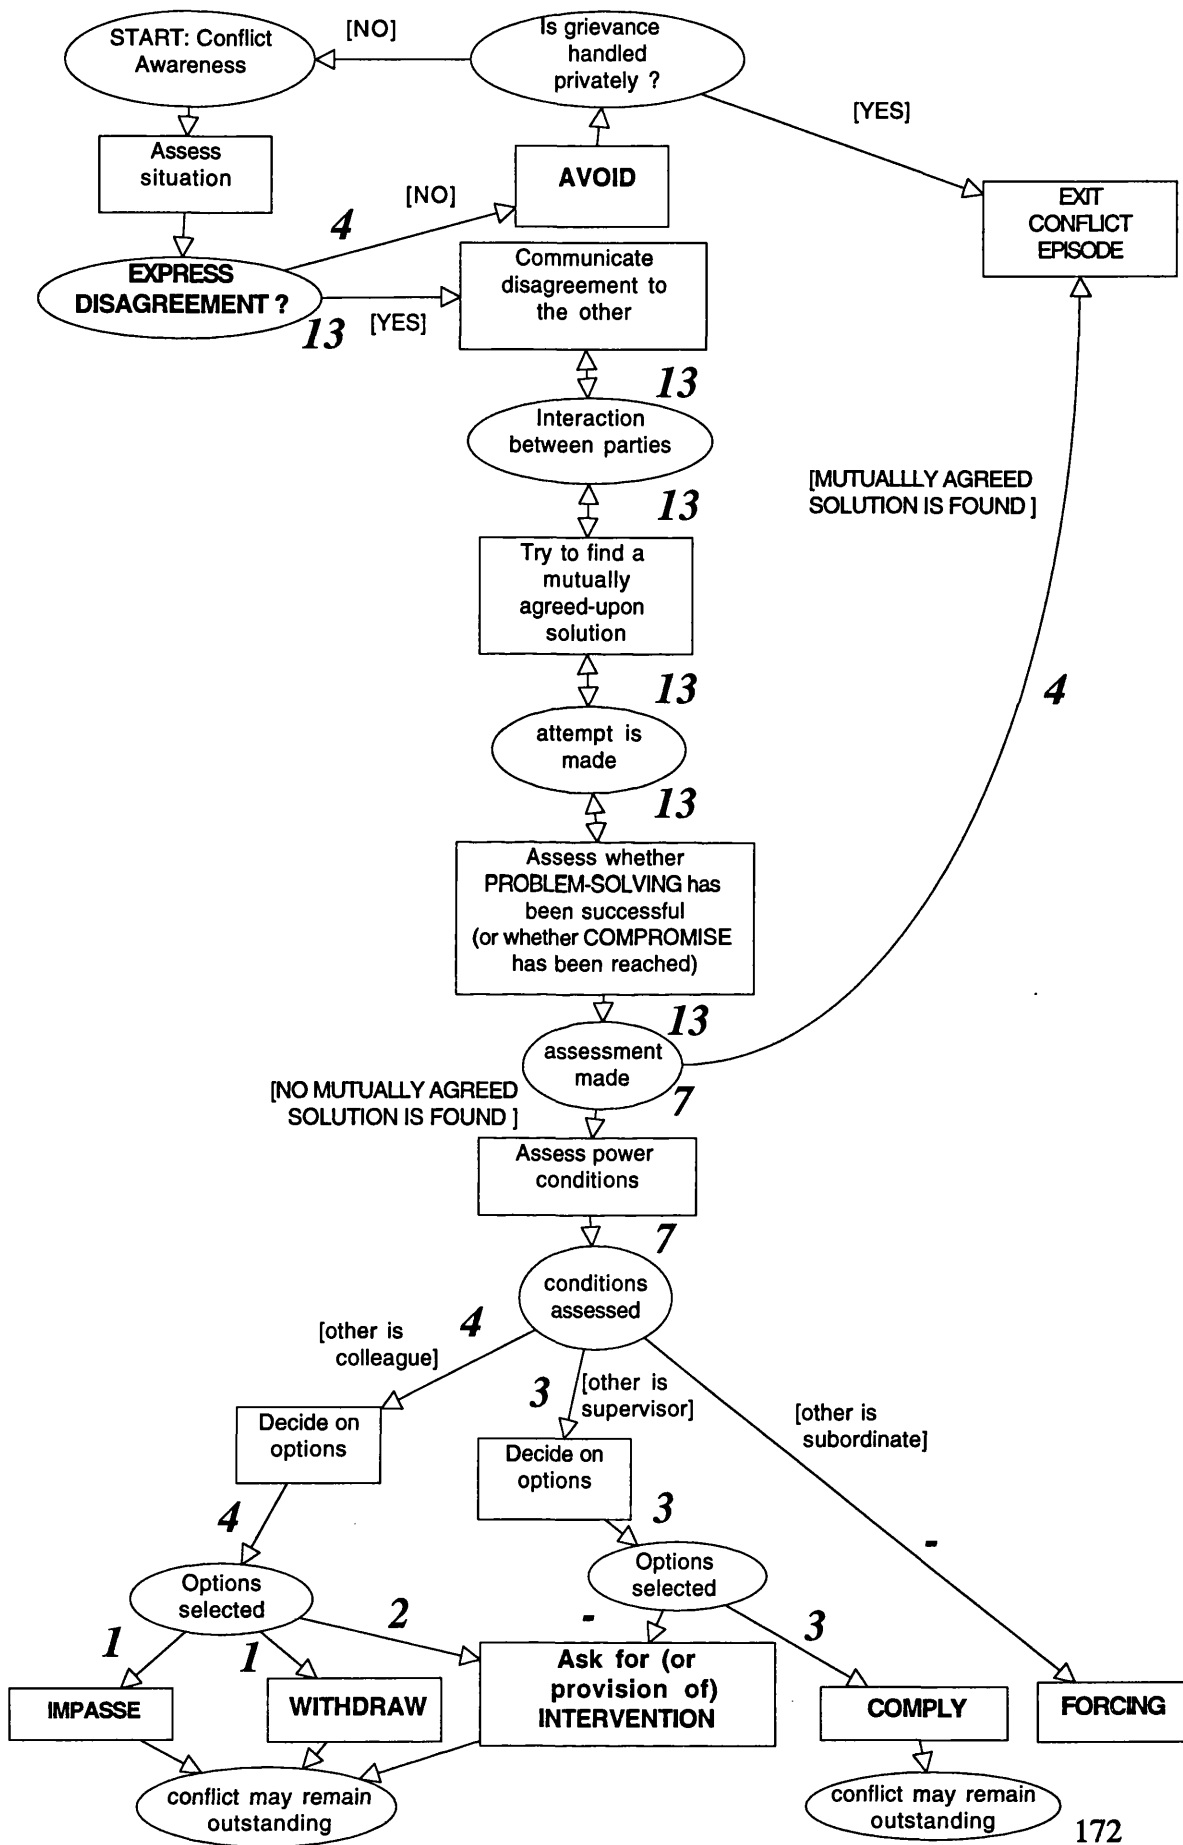 START: Conflict
Awareness
[NO]
Is grievance
handled
privately ?
[YES]
Assess
situation
[NO]
AVOID
EXIT
CONFLICT
EPISODE
4
EXPRESS
DISAGREEMENT ?
13
[YES]
Communicate
disagreement to
the other
13
Interaction
between parties
13
[MUTUALLLY AGREED
SOLUTION IS FOUND ]
Try to find a
mutually
agreed-upon
solution
13
4
attempt is
made
13
Assess whether
PROBLEM-SOLVING has
been successful
(or whether COMPROMISE
has been reached)
13
assessment
made
[NO MUTUALLY AGREED
SOLUTION IS FOUND ]
7
Assess power
conditions
7
conditions
assessed
[other is
colleague]
4
3
[other is
supervisor]
[other is
subordinate]
Decide on
options
Decide on
options
4
3
-
Options
selected
Options
selected
1
1
2
-
3
IMPASSE
WITHDRAW
Ask for (or
provision of)
INTERVENTION
COMPLY
FORCING
conflict may remain
outstanding
conflict may remain
outstanding
172